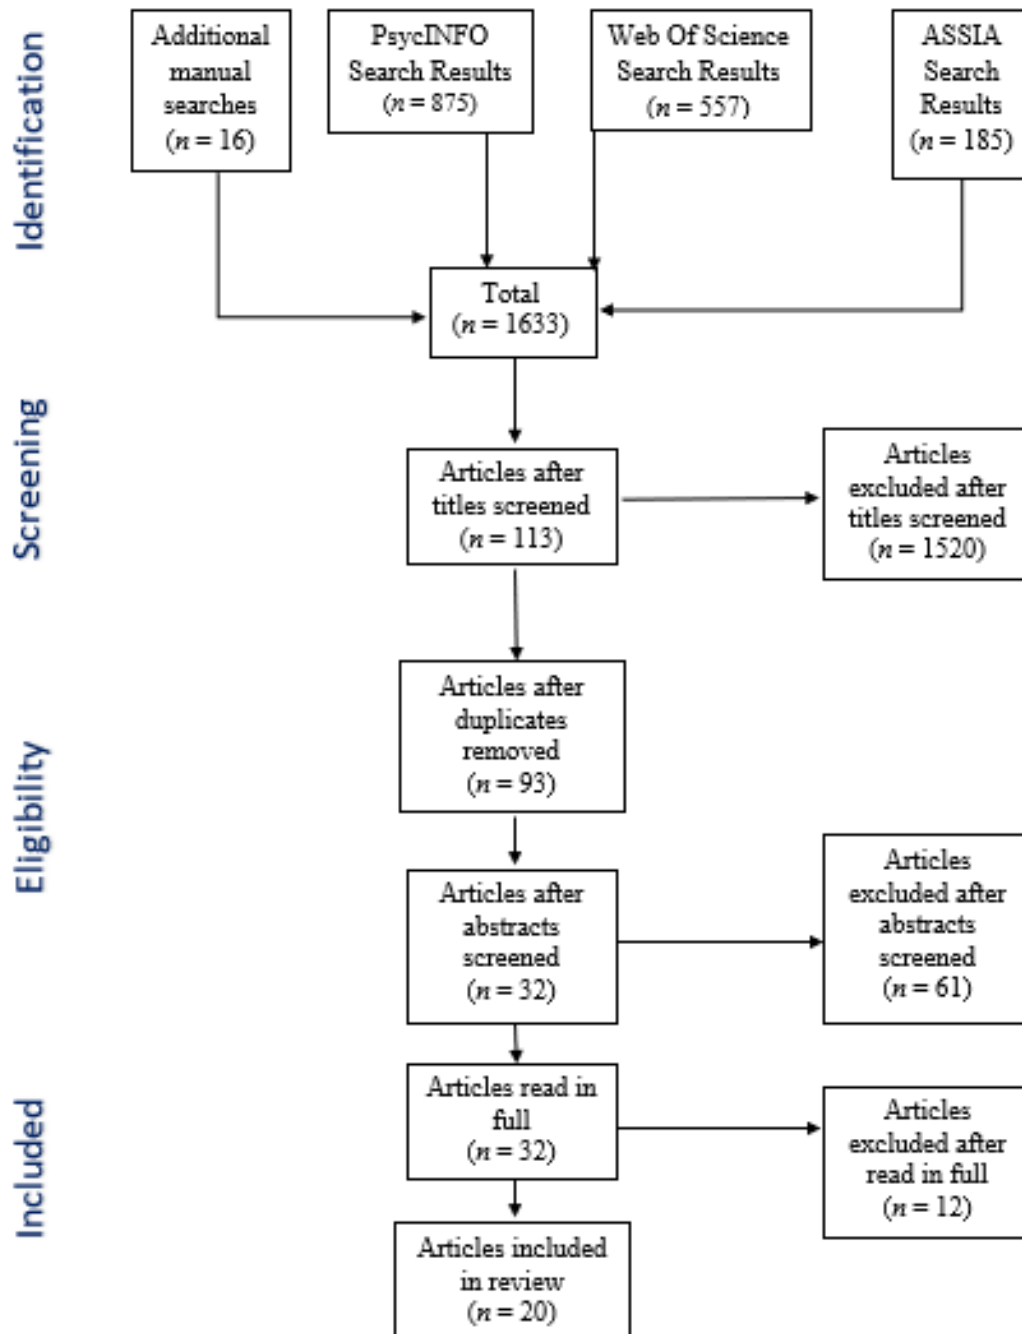 Identification
Additional
manual
searches
(n = 16)
PsycINFO
Search Results
(n = 875)
Web Of Science
Search Results
(n = 557)
ASSIA
Search
Results
(n = 185)
Total
(n = 1633)
Screening
Articles after
titles screened
(n = 113)
Articles
excluded after
titles screened
(n = 1520)
Eligibility
Articles after
duplicates
removed
(n = 93)
Articles after
abstracts
screened
(n = 32)
Articles
excluded after
abstracts
screened
(n = 61)
Included
Articles read in
full
(n = 32)
Articles
excluded after
read in full
(n = 12)
Articles included
in review
(n = 20)